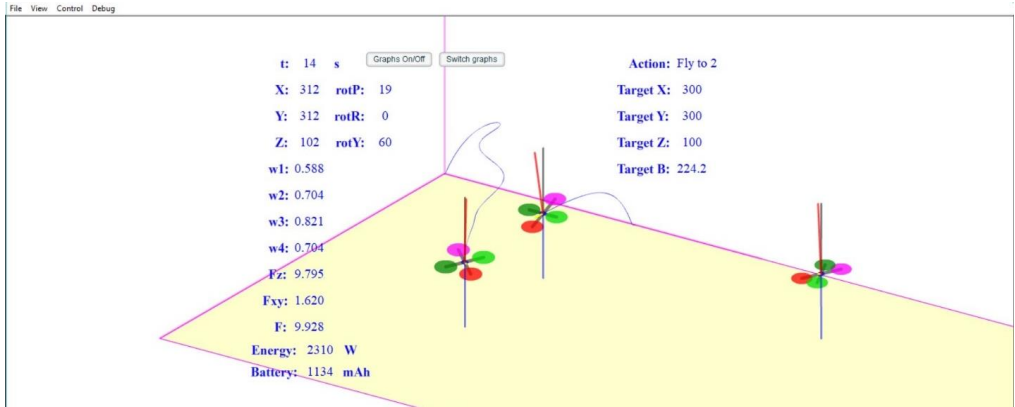 File View Control Debug
t: 14 s Graphs On/Off Switch graphs Action: Fly to 2
X: 312 rotP: 19 Target X: 300
Y: 312 rotR: 0 Target Y: 300
Z: 102 rotY: 60 Target Z: 100
w1: 0.588 Target B: 224.2
w2: 0.704
w3: 0.821
w4: 0.704
Fz: 9.795
Fxy: 1.620
F: 9.928
Energy: 2310 W
Battery: 1134 mAh